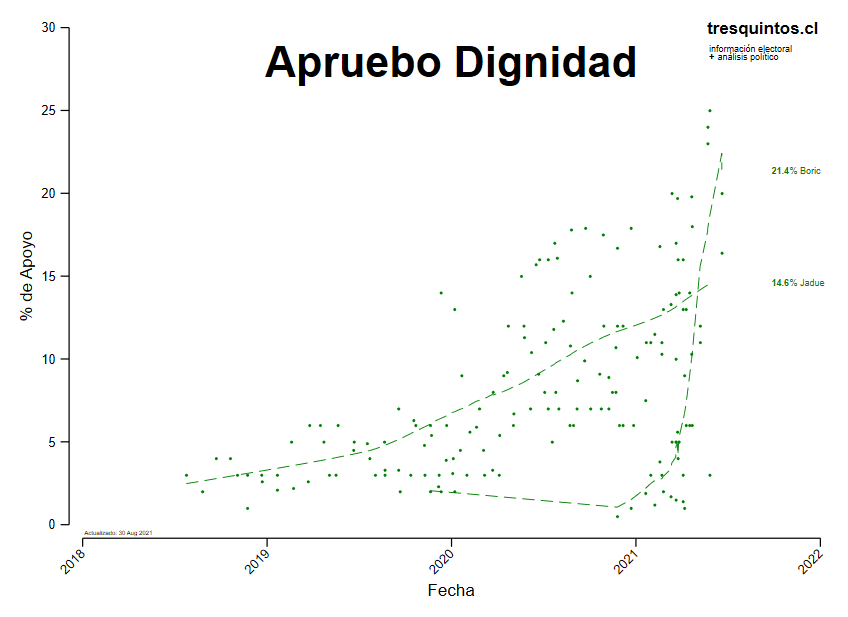 Apruebo Dignidad
tresquintos.cl
información electoral
+ análisis político
% de Apoyo
30
25
20
15
10
5
0
21.4% Boric
14.6% Jadue
Actualizado: 30 Aug 2021
2018
2019
2020
2021
2022
Fecha